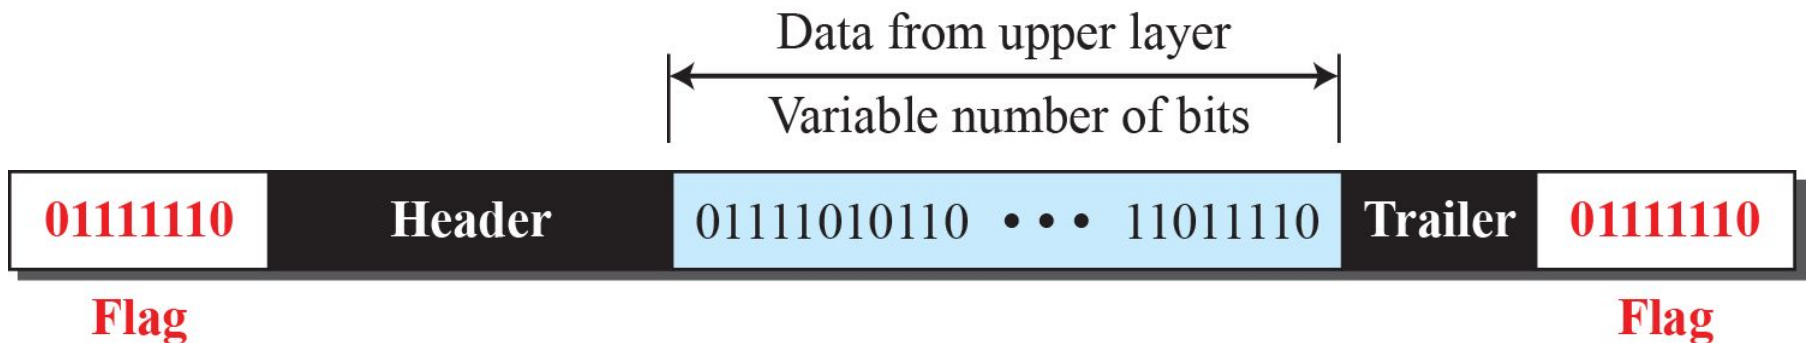 Data from upper layer
Variable number of bits
01111110 Header 01111010110 • • • 11011110 Trailer 01111110
Flag Flag